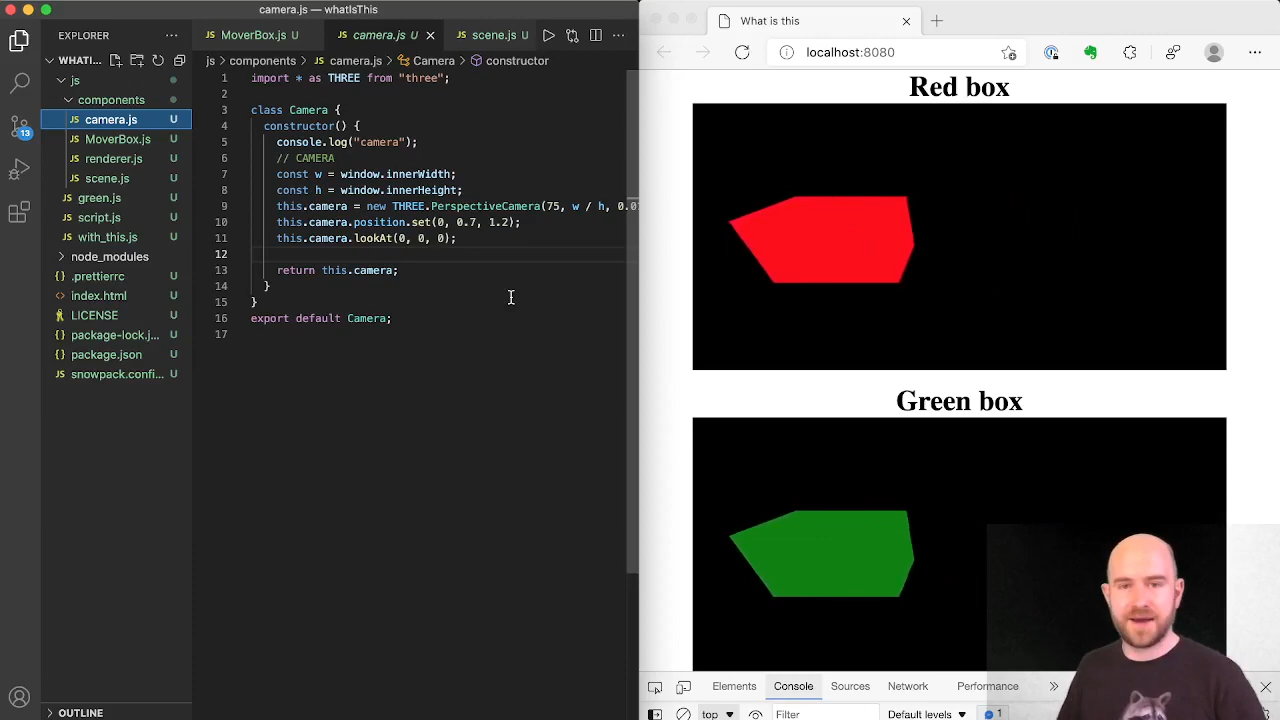 camera.js — whatIsThis
EXPLORER
WHATI...
js
components
camera.js U
MoverBox.js U
renderer.js U
scene.js U
green.js U
script.js U
with_this.js U
node_modules
.prettierrc U
index.html U
LICENSE U
package-lock.j... U
package.json U
snowpack.confi... U
OUTLINE
13
MoverBox.js U
camera.js U
scene.js U
js > components > camera.js > Camera > constructor
1 import * as THREE from "three";
2
3 class Camera {
4 constructor() {
5 console.log("camera");
6 // CAMERA
7 const w = window.innerWidth;
8 const h = window.innerHeight;
9 this.camera = new THREE.PerspectiveCamera(75, w / h, 0.01
10 this.camera.position.set(0, 0.7, 1.2);
11 this.camera.lookAt(0, 0, 0);
12
13 return this.camera;
14 }
15 }
16 export default Camera;
17
What is this
localhost:8080
Red box
Green box
Elements Console Sources Network Performance
top Filter Default levels 1